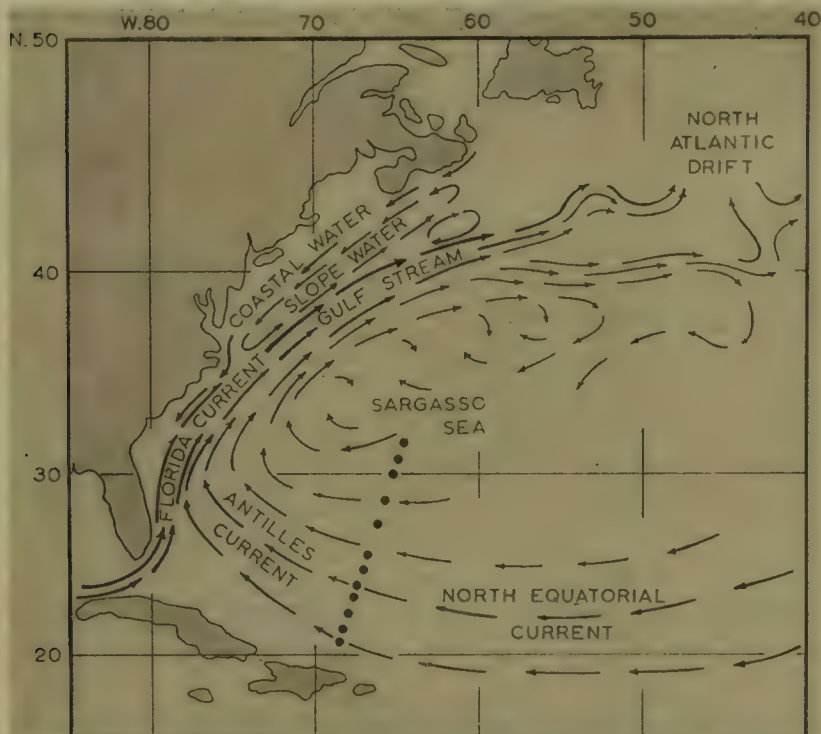 W.80 70 .60 50 40
N.50
NORTH
ATLANTIC
DRIFT
COASTAL WATER
SLOPE WATER
GULF STREAM
40
FLORIDA CURRENT
SARGASSO
SEA
30
ANTILLES
CURRENT
NORTH EQUATORIAL
CURRENT
20